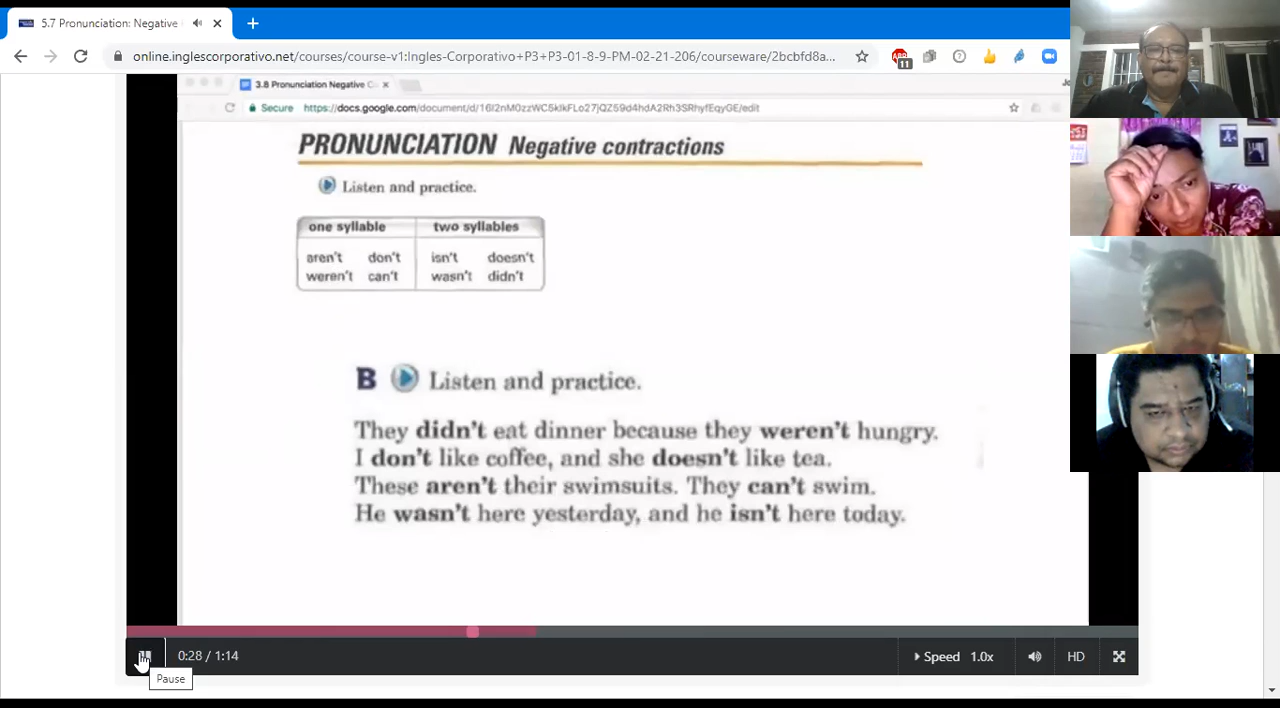 5.7 Pronunciation: Negative
online.inglescorporativo.net/courses/course-v1:Ingles-Corporativo+P3+T-01-8-9-PM-02-21-206/courseware/2bcbfd8a...
11
3.8 Pronunciation Negative
Secure https://docs.google.com/document/d/16I2nM0zzWC5kIkFLo27jQZ59d4hdA2Rh3SRhyfEqyGE/edit
PRONUNCIATION Negative contractions
Listen and practice.
one syllable two syllables
aren't don't isn't doesn't
weren't can't wasn't didn't
B Listen and practice.
They didn't eat dinner because they weren't hungry.
I don't like coffee, and she doesn't like tea.
These aren't their swimsuits. They can't swim.
He wasn't here yesterday, and he isn't here today.
0:28 / 1:14
Speed 1.0x
HD
Pause